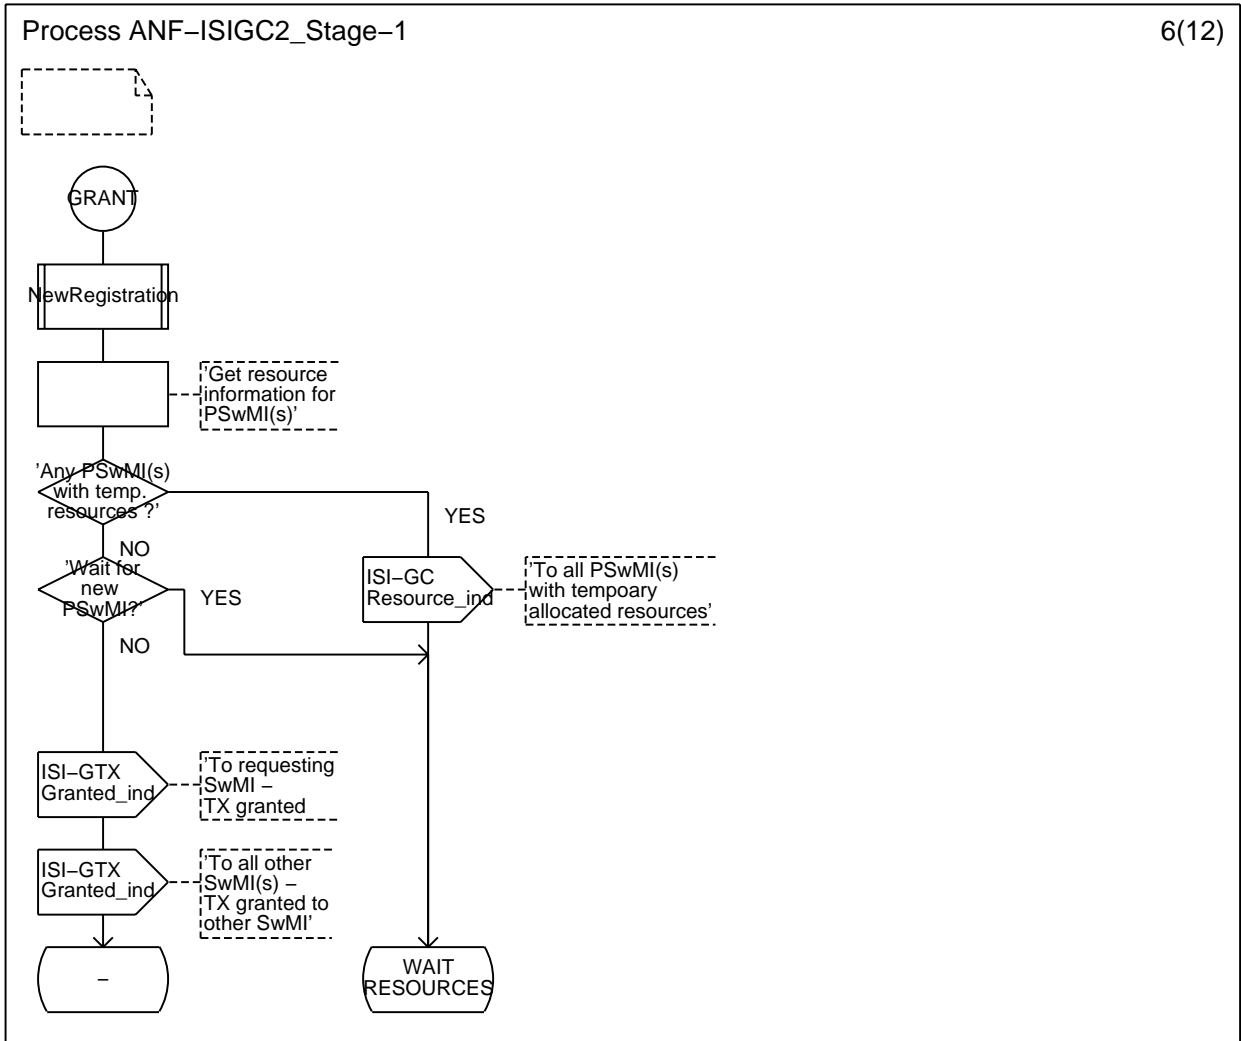 Process ANF–ISIGC2_Stage–1
6(12)
GRANT
NewRegistration
'Get resource
information for
PSwMI(s)'
'Any PSwMI(s)
with temp.
resources ?'
YES
NO
'Wait for
new
PSwMI?'
YES
ISI–GC
Resource_ind
'To all PSwMI(s)
with tempoary
allocated resources'
NO
ISI–GTX
Granted_ind
'To requesting
SwMI –
TX granted
ISI–GTX
Granted_ind
'To all other
SwMI(s) –
TX granted to
other SwMI'
–
WAIT
RESOURCES